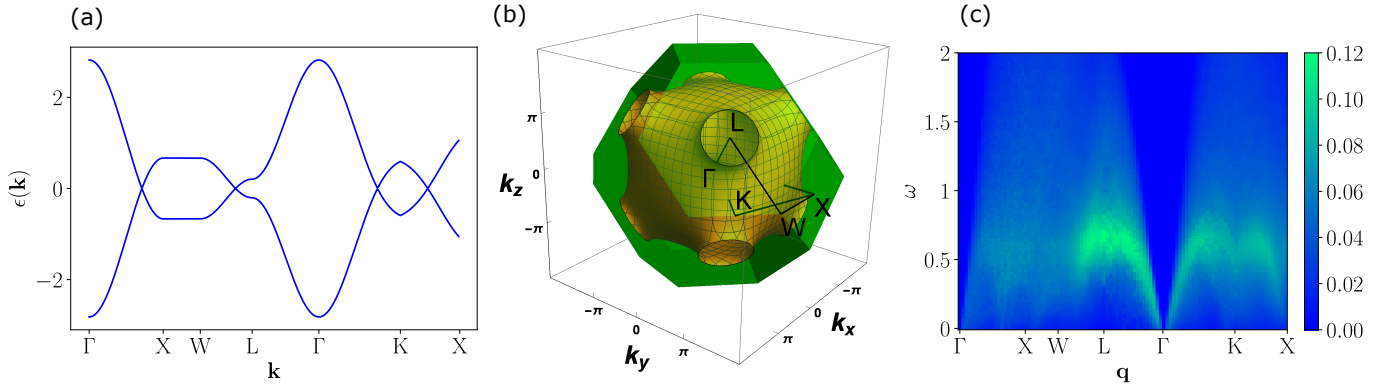 (a)
2
0
−2
ϵ(k)
Γ X W L Γ K X
k
(b)
π
0
−π
k_z
L
Γ
K
X
W
−π
0
π
k_y
−π
0
π
k_x
(c)
2
1.5
1
0.5
0
ω
Γ X W L Γ K X
q
0.12
0.10
0.08
0.06
0.04
0.02
0.00